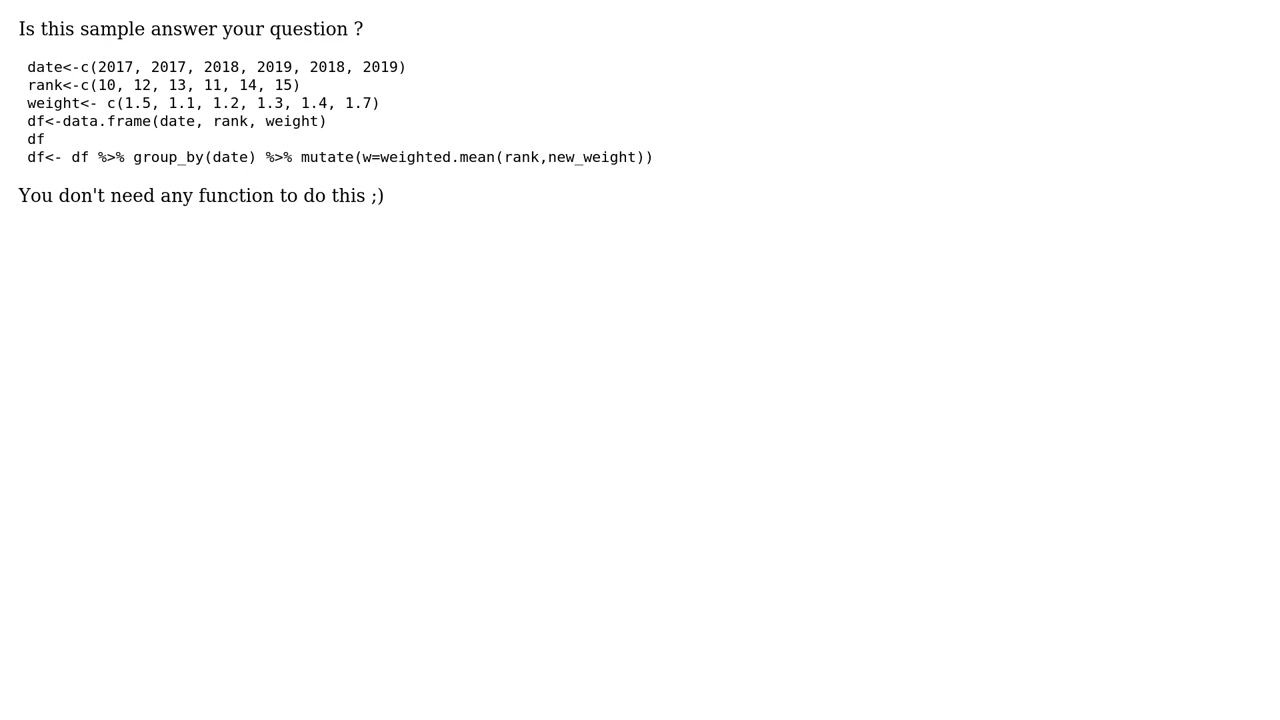 Is this sample answer your question ?
date<-c(2017, 2017, 2018, 2019, 2018, 2019)
rank<-c(10, 12, 13, 11, 14, 15)
weight<- c(1.5, 1.1, 1.2, 1.3, 1.4, 1.7)
df<-data.frame(date, rank, weight)
df
df<- df %>% group_by(date) %>% mutate(w=weighted.mean(rank,new_weight))
You don't need any function to do this ;)